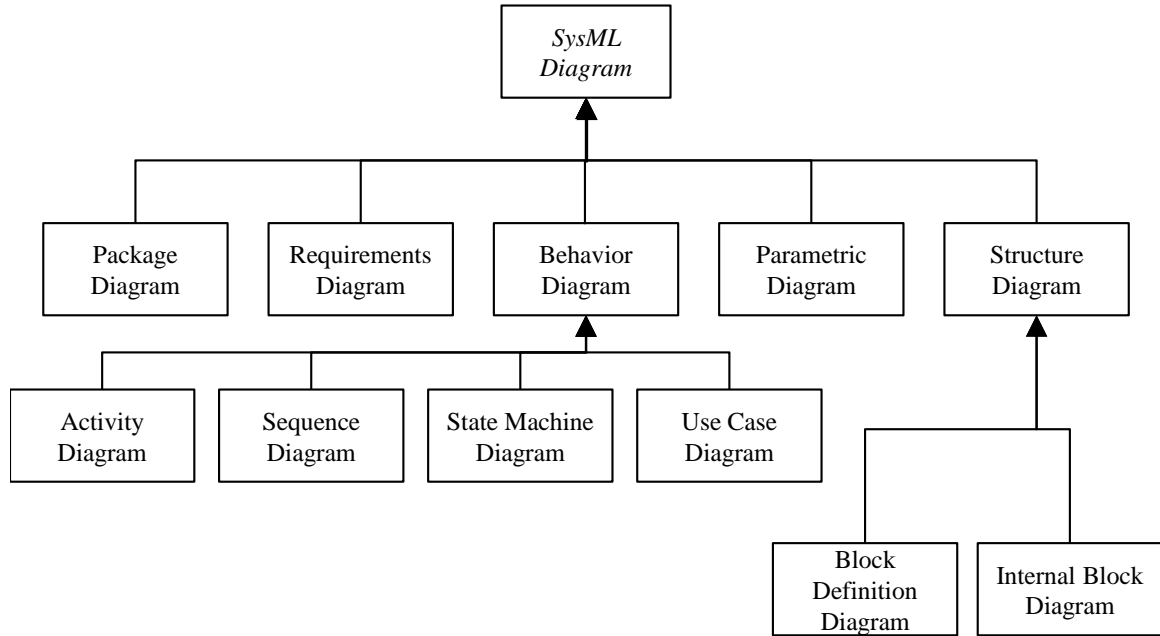 SysML
Diagram
Package
Diagram
Requirements
Diagram
Behavior
Diagram
Parametric
Diagram
Structure
Diagram
Activity
Diagram
Sequence
Diagram
State Machine
Diagram
Use Case
Diagram
Block
Definition
Diagram
Internal Block
Diagram